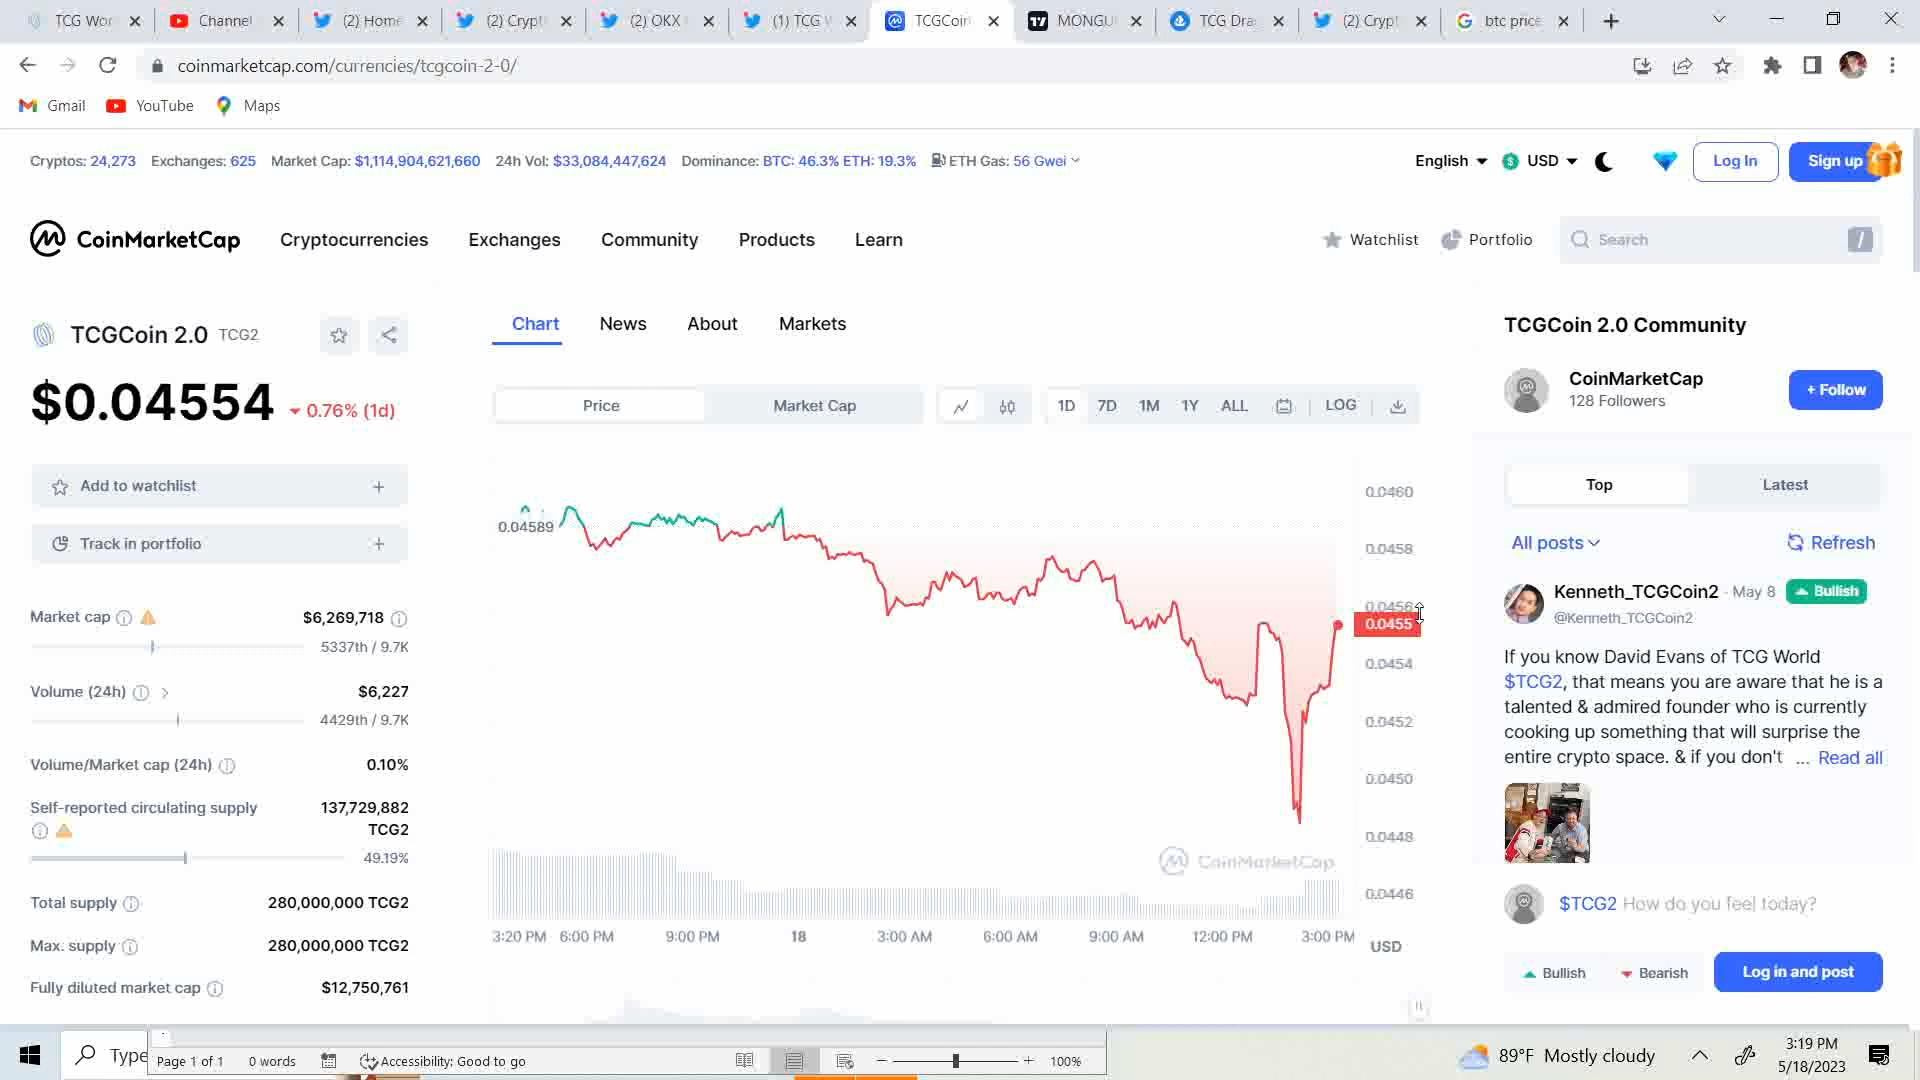 TCG Wor
Channel
(2) Home
(2) Crypt
(2) OKX
(1) TCG
TCGCoin
MONGU
TCG Dra
(2) Crypt
btc price
coinmarketcap.com/currencies/tcgcoin-2-0/
Gmail
YouTube
Maps
Cryptos: 24,273 Exchanges: 625 Market Cap: $1,114,904,621,660 24h Vol: $33,084,447,624 Dominance: BTC: 46.3% ETH: 19.3% ETH Gas: 56 Gwei
English
USD
Log In
Sign up
CoinMarketCap
Cryptocurrencies
Exchanges
Community
Products
Learn
Watchlist
Portfolio
Search
/
TCGCoin 2.0 TCG2
$0.04554
0.76% (1d)
Add to watchlist +
Track in portfolio +
Market cap $6,269,718
5337th / 9.7K
Volume (24h) $6,227
4429th / 9.7K
Volume/Market cap (24h) 0.10%
Self-reported circulating supply 137,729,882
TCG2
49.19%
Total supply 280,000,000 TCG2
Max. supply 280,000,000 TCG2
Fully diluted market cap $12,750,761
Chart
News
About
Markets
Price
Market Cap
1D
7D
1M
1Y
ALL
LOG
0.04589
0.0460
0.0458
0.0456
0.0455
0.0454
0.0452
0.0450
0.0448
0.0446
CoinMarketCap
3:20 PM 6:00 PM 9:00 PM 18 3:00 AM 6:00 AM 9:00 AM 12:00 PM 3:00 PM
USD
TCGCoin 2.0 Community
CoinMarketCap
128 Followers
+ Follow
Top
Latest
All posts
Refresh
Kenneth_TCGCoin2 · May 8 Bullish
@Kenneth_TCGCoin2
If you know David Evans of TCG World
$TCG2, that means you are aware that he is a
talented & admired founder who is currently
cooking up something that will surprise the
entire crypto space. & if you don't ... Read all
$TCG2 How do you feel today?
Bullish
Bearish
Log in and post
Type
Page 1 of 1 0 words Accessibility: Good to go
− + 100%
89°F Mostly cloudy
3:19 PM
5/18/2023